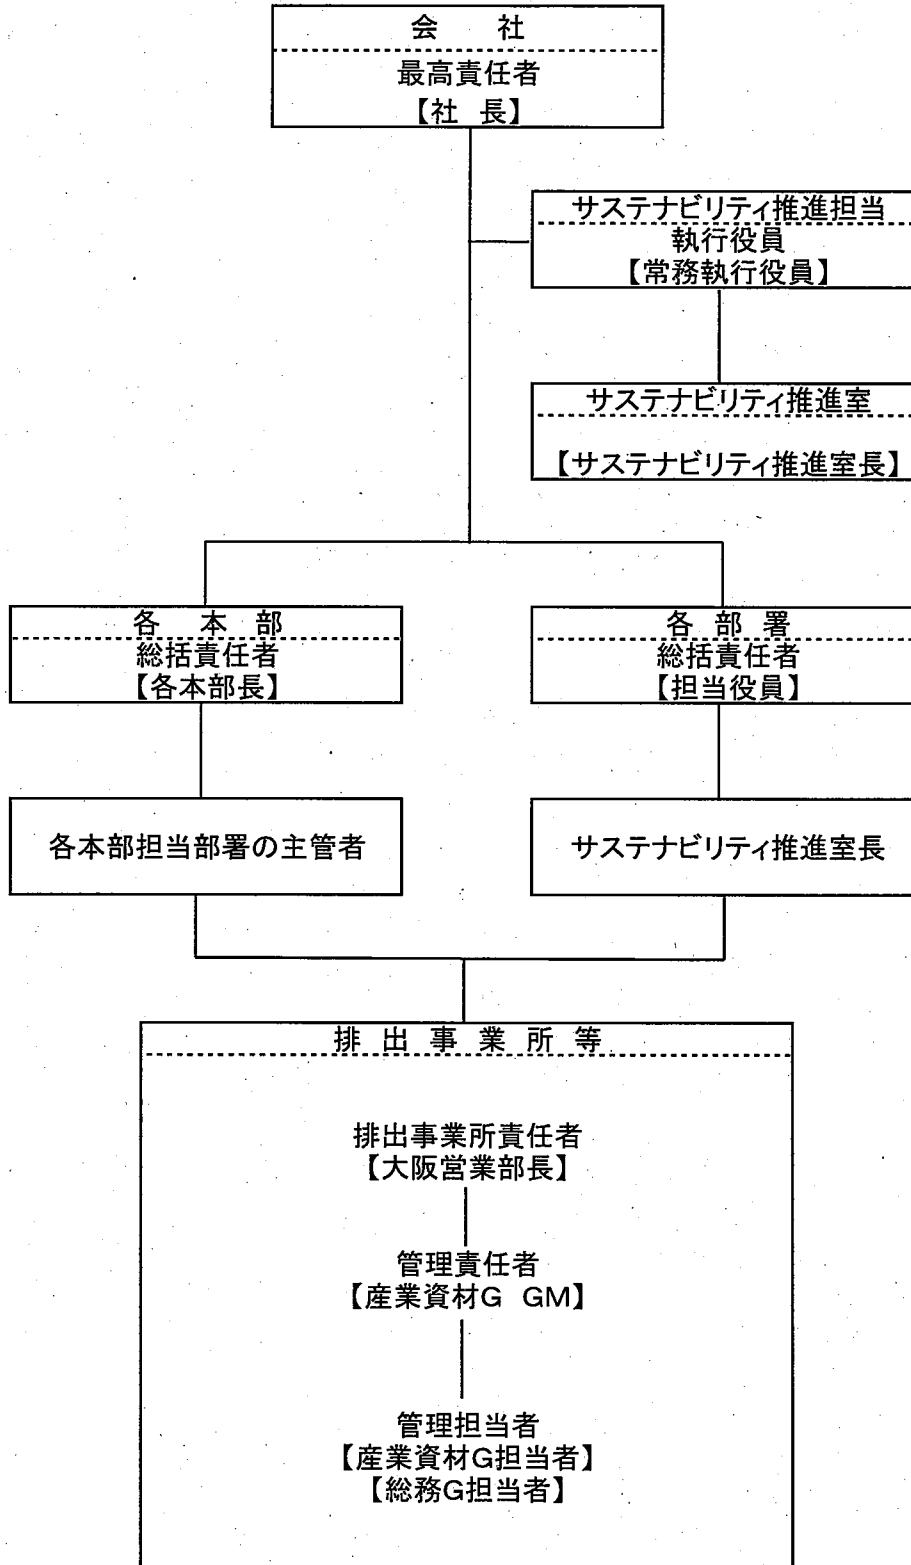 会　社
最高責任者
【社 長】
サステナビリティ推進担当
執行役員
【常務執行役員】
サステナビリティ推進室
【サステナビリティ推進室長】
各 本 部
総括責任者
【各本部長】
各 部 署
総括責任者
【担当役員】
各本部担当部署の主管者
サステナビリティ推進室長
排 出 事 業 所 等
排出事業所責任者
【大阪営業部長】
管理責任者
【産業資材G GM】
管理担当者
【産業資材G担当者】
【総務G担当者】